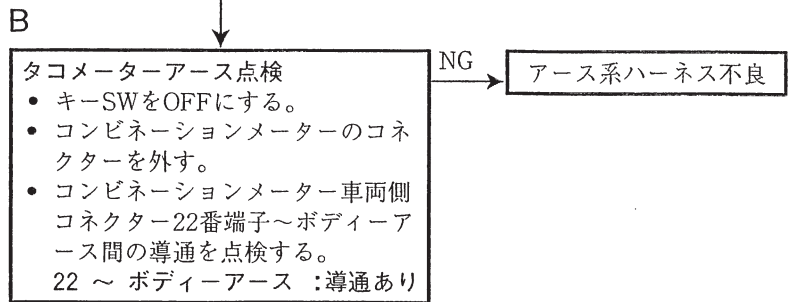 B
タコメーターアース点検
• キーSWをOFFにする。
• コンビネーションメーターのコネ
クターを外す。
• コンビネーションメーター車両側
コネクター22番端子～ボディーア
ース間の導通を点検する。
22 ～ ボディーアース :導通あり
NG
アース系ハーネス不良